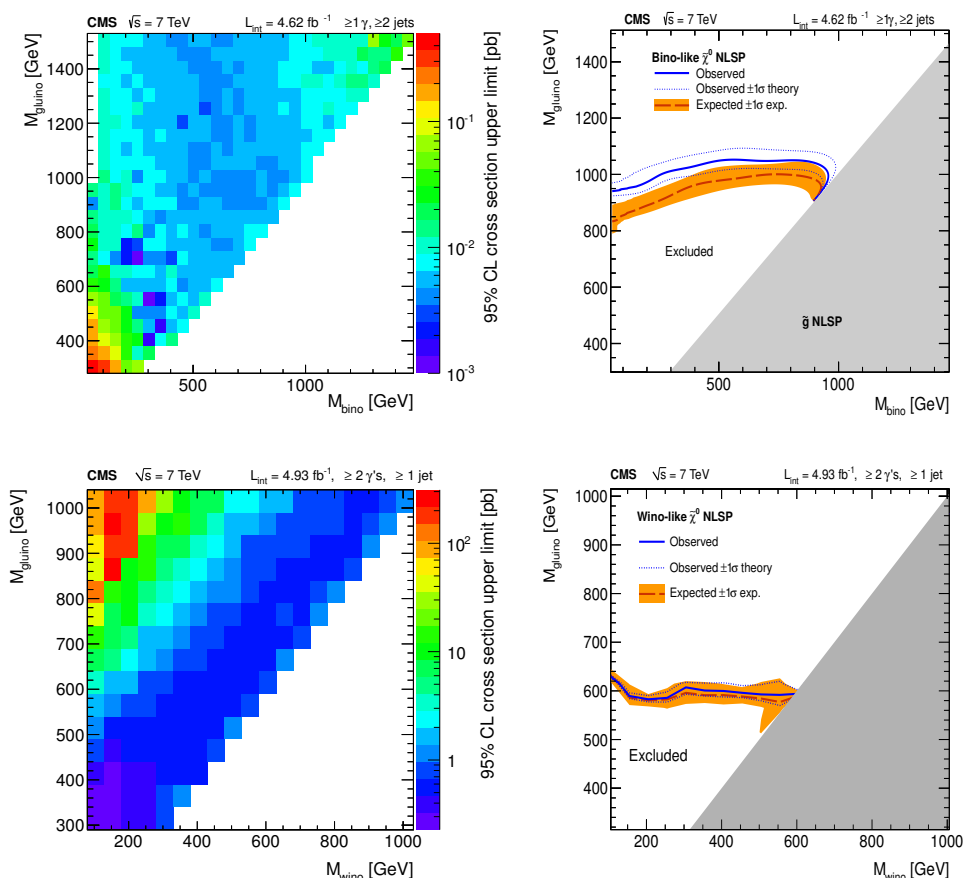 CMS √s = 7 TeV L_int = 4.62 fb⁻¹ ≥1γ, ≥2 jets
M_gluino [GeV]
1400
1200
1000
800
600
400
500 1000
M_bino [GeV]
10⁻¹
10⁻²
10⁻³
95% CL cross section upper limit [pb]
CMS √s = 7 TeV L_int = 4.62 fb⁻¹ ≥1γ, ≥2 jets
M_gluino [GeV]
Bino-like χ̃⁰ NLSP
Observed
Observed ±1σ theory
Expected ±1σ exp.
1400
1200
1000
800
600
400
Excluded
g̃ NLSP
500 1000
M_bino [GeV]
CMS √s = 7 TeV L_int = 4.93 fb⁻¹, ≥ 2 γ's, ≥ 1 jet
M_gluino [GeV]
1000
900
800
700
600
500
400
300
200 400 600 800 1000
M_wino [GeV]
10²
10
1
95% CL cross section upper limit [pb]
CMS √s = 7 TeV L_int = 4.93 fb⁻¹, ≥ 2 γ's, ≥ 1 jet
M_gluino [GeV]
Wino-like χ̃⁰ NLSP
Observed
Observed ±1σ theory
Expected ±1σ exp.
1000
900
800
700
600
500
400
Excluded
200 400 600 800 1000
M_wino [GeV]